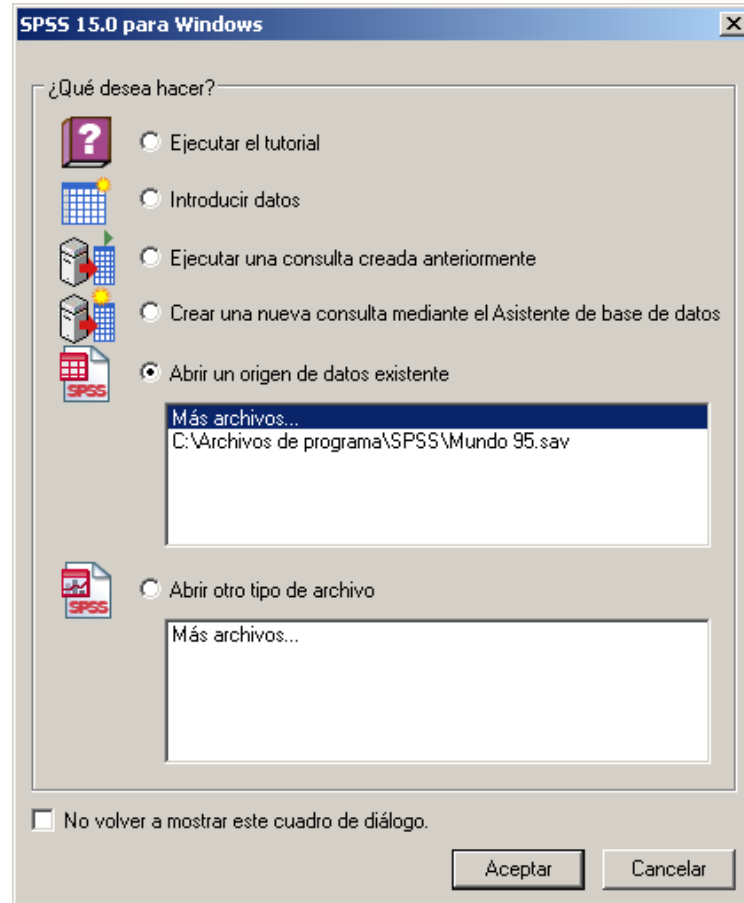 SPSS 15.0 para Windows
¿Qué desea hacer?
Ejecutar el tutorial
Introducir datos
Ejecutar una consulta creada anteriormente
Crear una nueva consulta mediante el Asistente de base de datos
SPSS
Abrir un origen de datos existente
Más archivos...
C:\Archivos de programa\SPSS\Mundo 95.sav
SPSS
Abrir otro tipo de archivo
Más archivos...
No volver a mostrar este cuadro de diálogo.
Aceptar
Cancelar